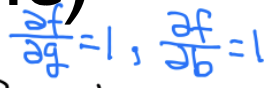 ∂f/∂g = 1, ∂f/∂b = 1